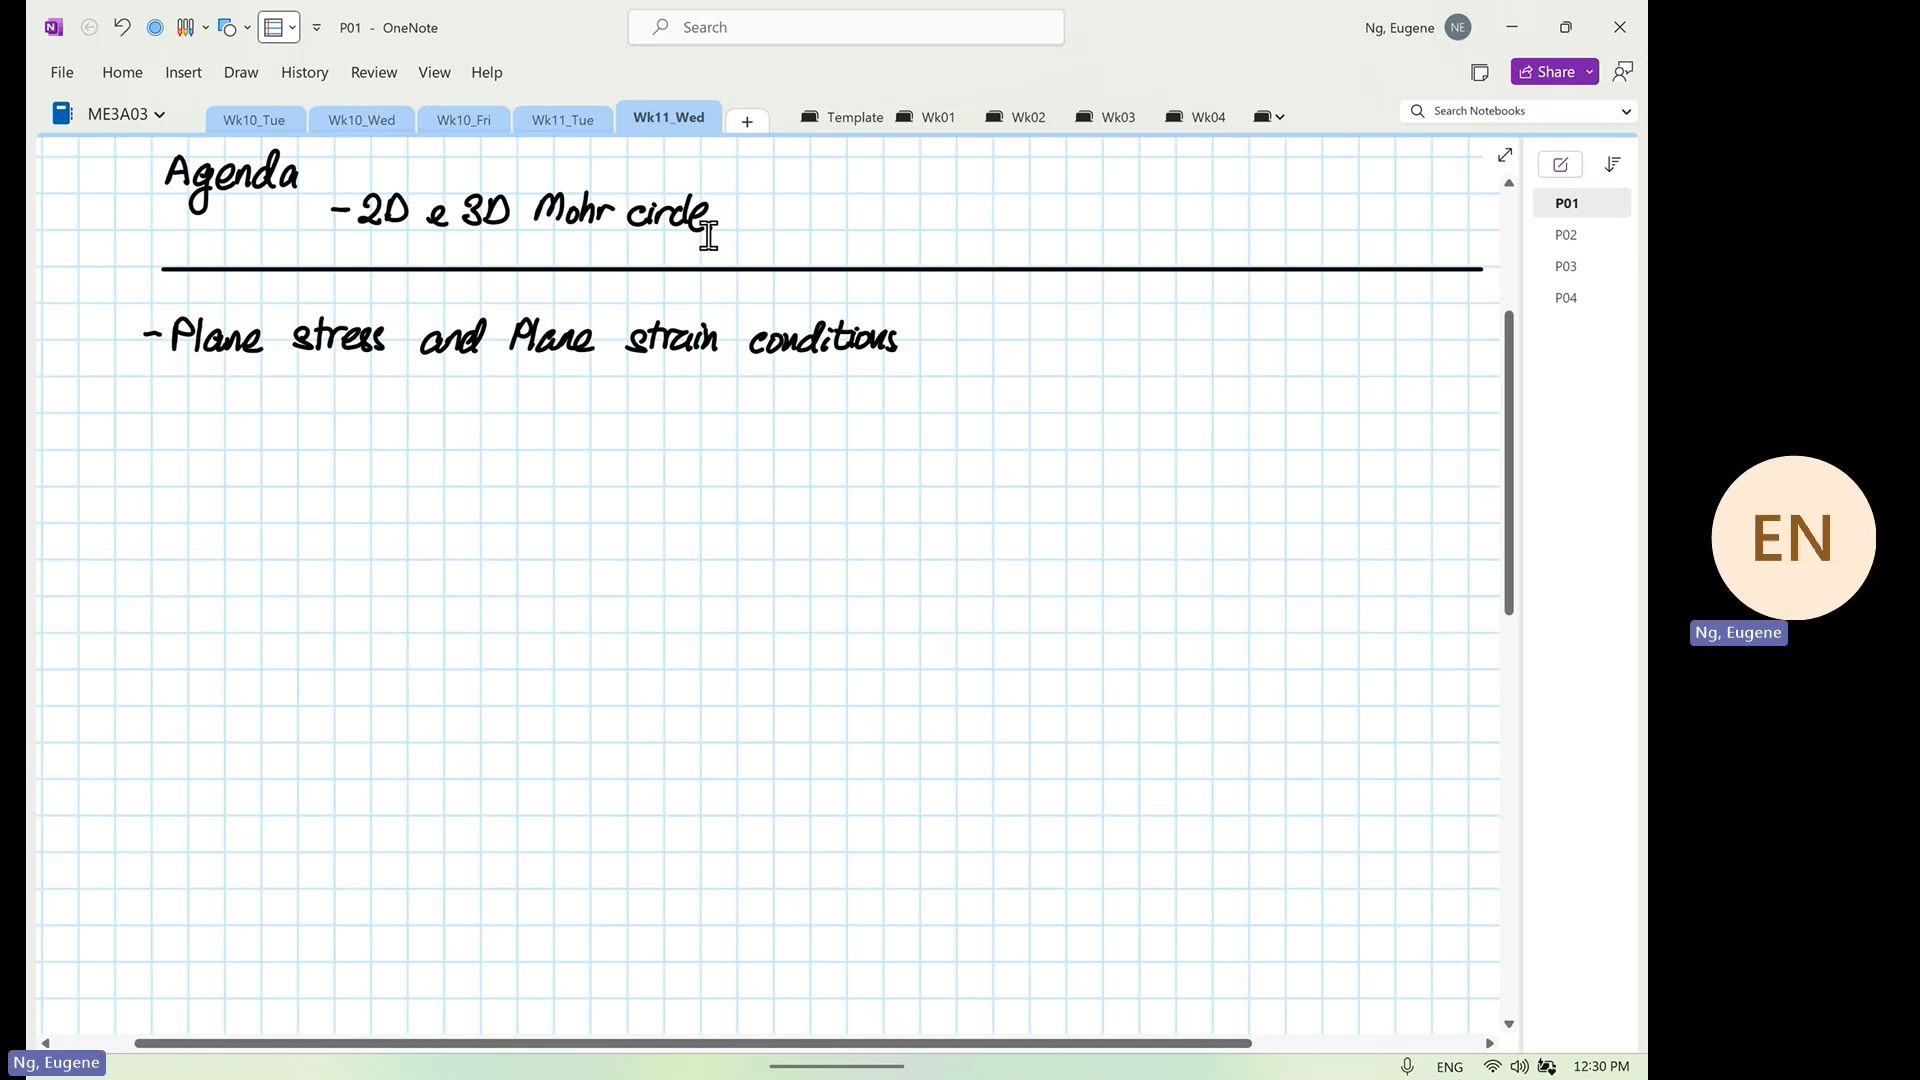 P01 - OneNote
Search
Ng, Eugene
NE
File
Home
Insert
Draw
History
Review
View
Help
Share
ME3A03
Wk10_Tue
Wk10_Wed
Wk10_Fri
Wk11_Tue
Wk11_Wed
+
Template
Wk01
Wk02
Wk03
Wk04
Search Notebooks
Agenda
- 2D e 3D Mohr circle
- Plane stress and Plane strain conditions
P01
P02
P03
P04
EN
Ng, Eugene
Ng, Eugene
ENG
12:30 PM